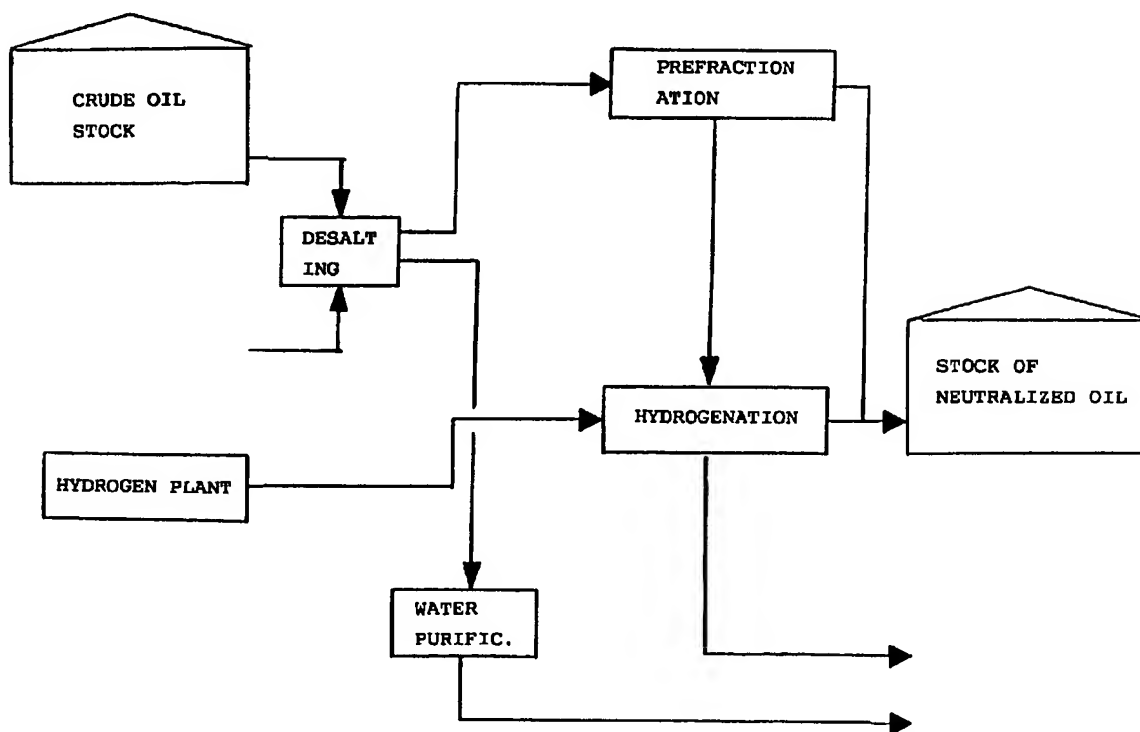 PREFRACTION
ATION
CRUDE OIL
STOCK
DESALT
ING
STOCK OF
NEUTRALIZED OIL
HYDROGENATION
HYDROGEN PLANT
WATER
PURIFIC.